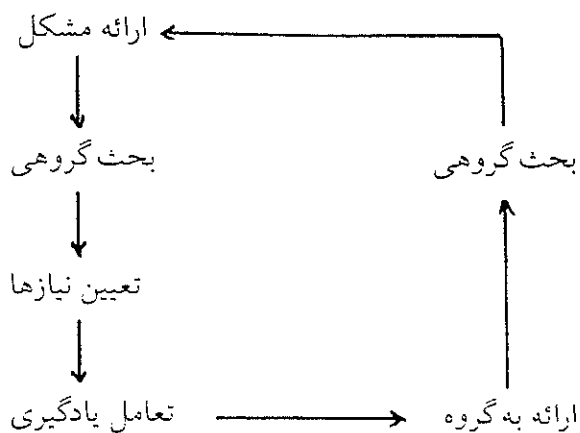 ارائه مشکل
بحث گروهی
بحث گروهی
تعیین نیازها
تعامل یادگیری
ارائه به گروه